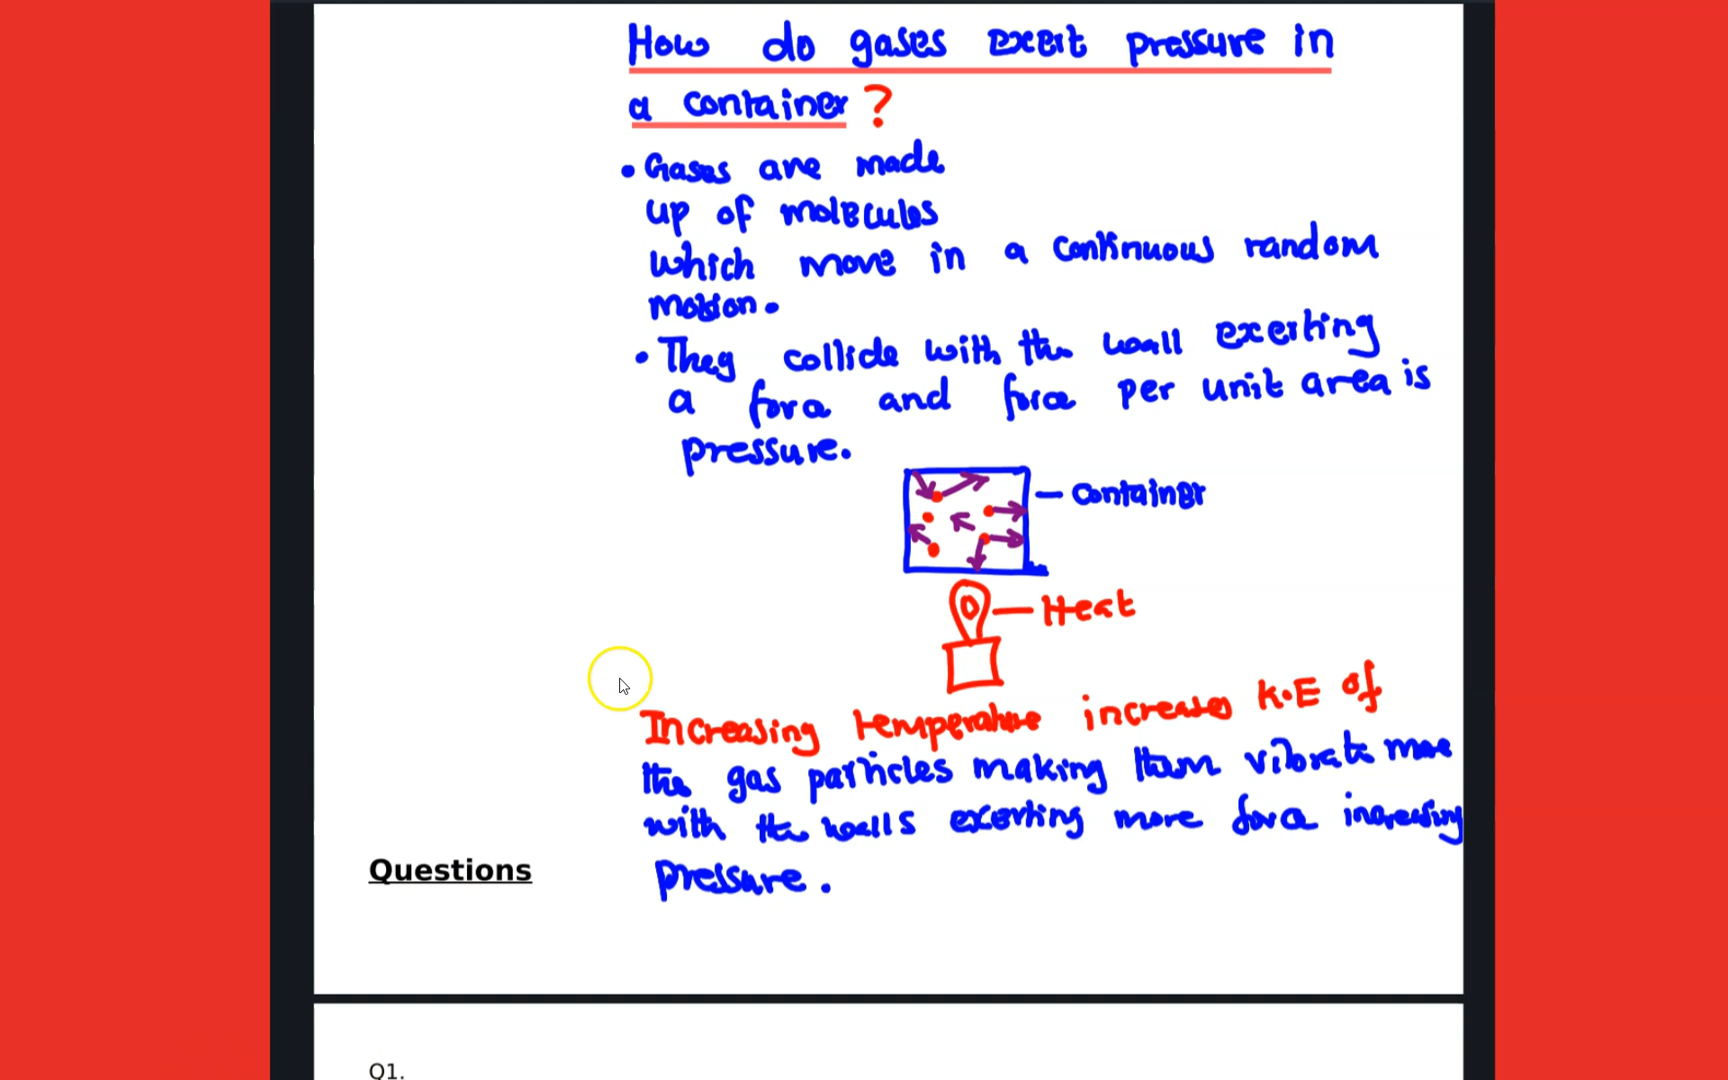 How do gases exert pressure in
a container ?
• Gases are made
up of molecules
which move in a continuous random
motion.
• They collide with the wall exerting
a force and force per unit area is
pressure.
— Container
— Heat
Increasing temperature increases K.E of
the gas particles making them vibrate more
with the walls exerting more force increasing
pressure.
Questions
Q1.